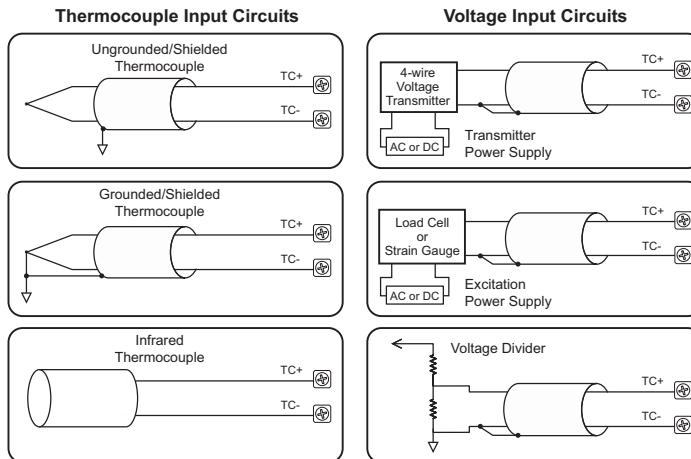 Thermocouple Input Circuits
Ungrounded/Shielded
Thermocouple
TC+
TC-
Grounded/Shielded
Thermocouple
TC+
TC-
Infrared
Thermocouple
TC+
TC-
Voltage Input Circuits
4-wire
Voltage
Transmitter
TC+
TC-
AC or DC
Transmitter
Power Supply
Load Cell
or
Strain Gauge
TC+
TC-
AC or DC
Excitation
Power Supply
Voltage Divider
TC+
TC-